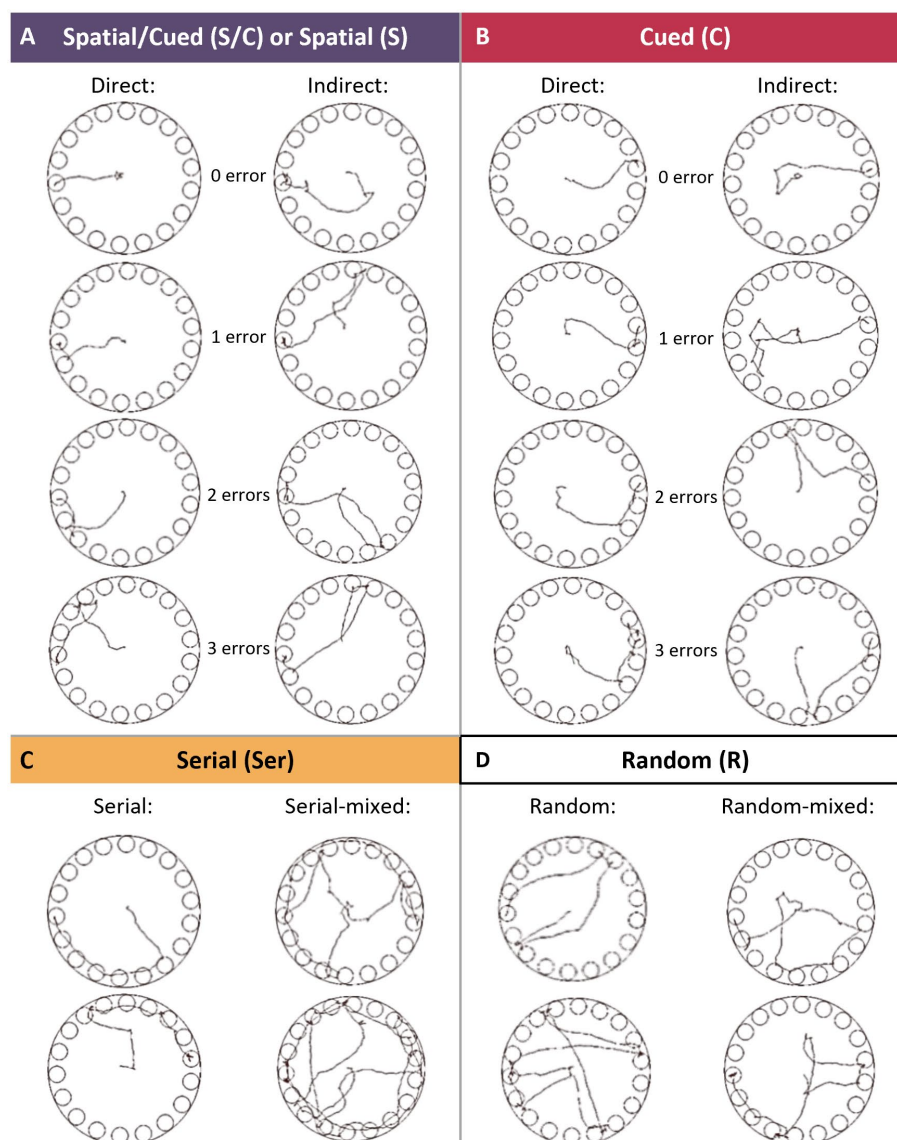 A Spatial/Cued (S/C) or Spatial (S)
Direct: Indirect:
0 error
1 error
2 errors
3 errors
B Cued (C)
Direct: Indirect:
0 error
1 error
2 errors
3 errors
C Serial (Ser)
Serial: Serial-mixed:
D Random (R)
Random: Random-mixed: